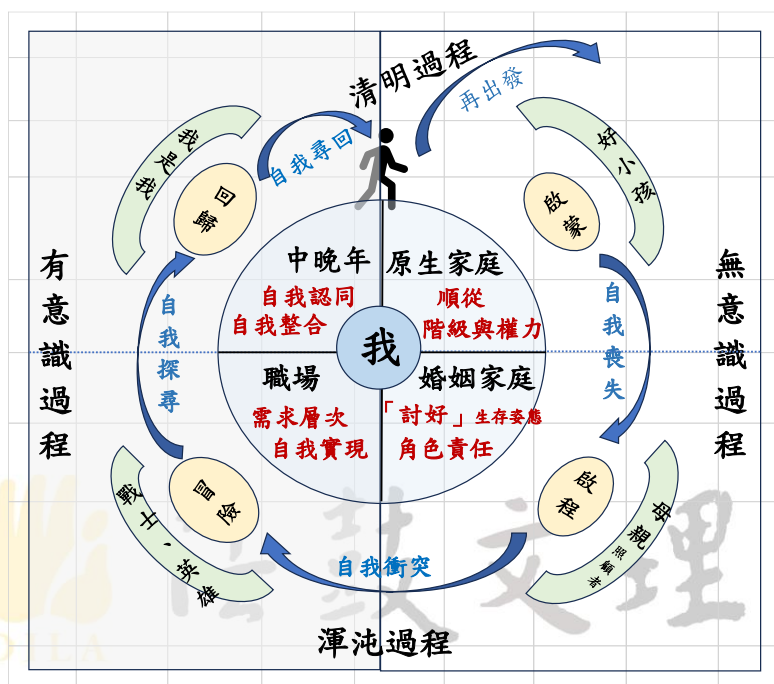 清明過程
再出發
自我尋回
我是我
回歸
好小孩
啟蒙
有意識過程
無意識過程
中晚年
自我認同
自我整合
原生家庭
順從
階級與權力
我
自我探尋
自我喪失
職場
需求層次
自我實現
婚姻家庭
「討好」生存姿態
角色責任
冒險
戰士、英雄
啟程
母親照顧者
自我衝突
渾沌過程
法鼓文理
DILA